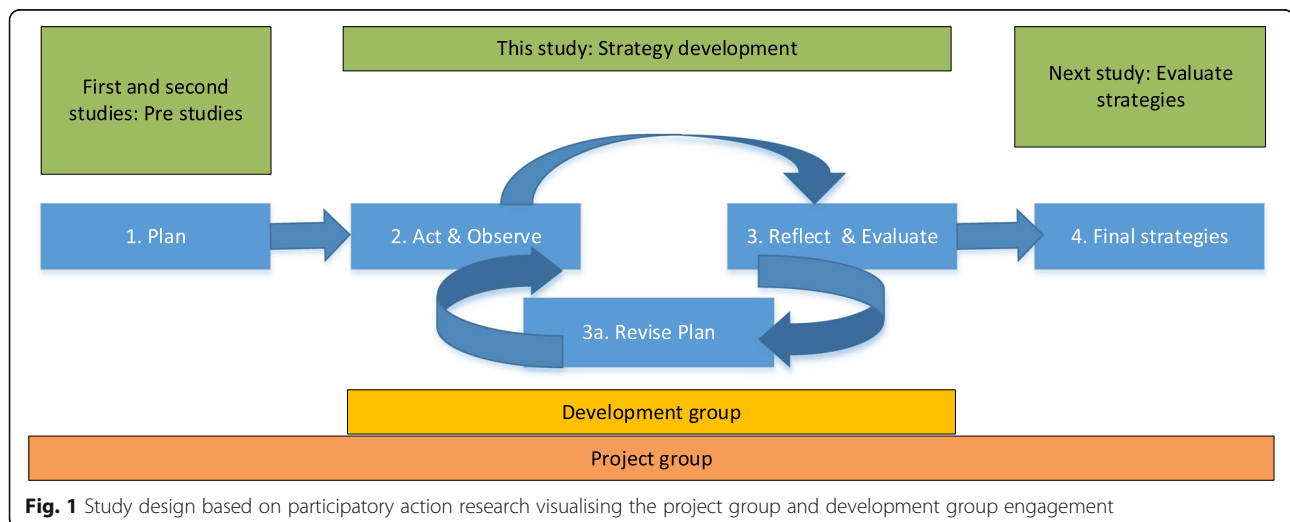 This study: Strategy development
First and second
studies: Pre studies
Next study: Evaluate
strategies
1. Plan
2. Act & Observe
3. Reflect & Evaluate
4. Final strategies
3a. Revise Plan
Development group
Project group
Fig. 1 Study design based on participatory action research visualising the project group and development group engagement